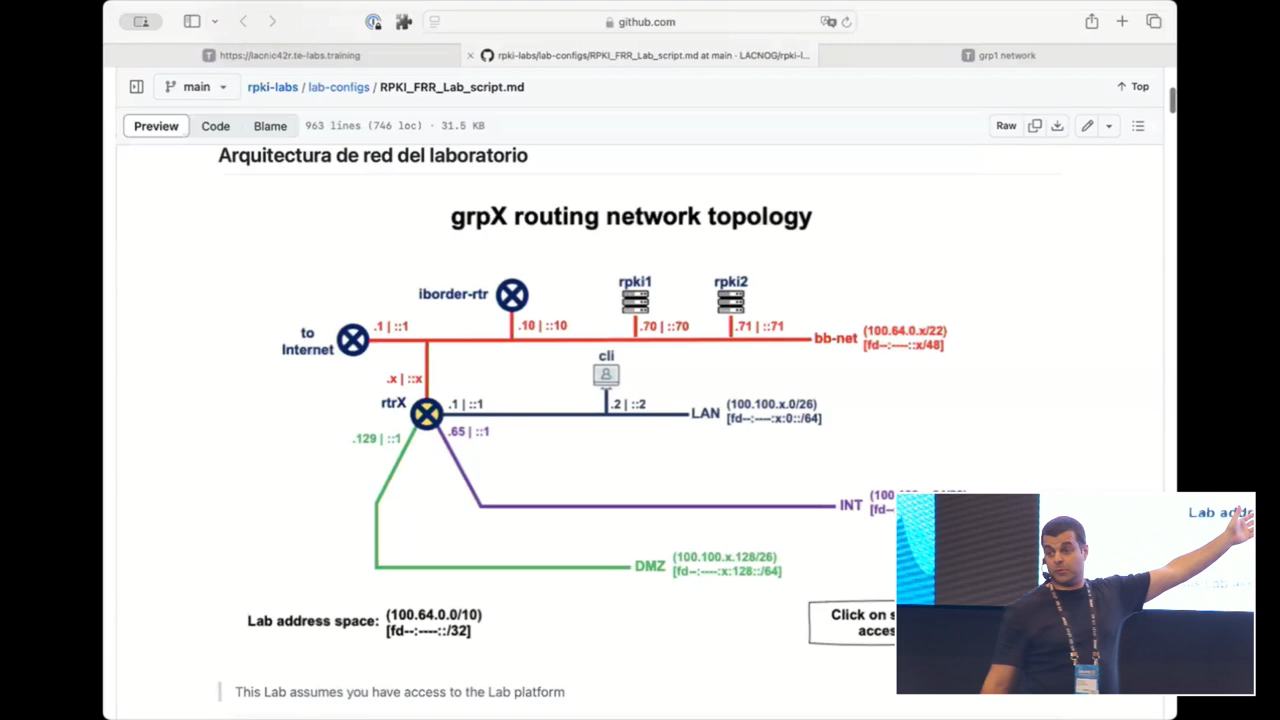 github.com
https://lacnic42r.te-labs.training
rpki-labs/lab-configs/RPKI_FRR_Lab_script.md at main · LACNOG/rpki-l...
grp1 network
main
rpki-labs / lab-configs / RPKI_FRR_Lab_script.md
Top
Preview
Code
Blame
963 lines (746 loc) · 31.5 KB
Raw
Arquitectura de red del laboratorio
grpX routing network topology
rpki1
rpki2
iborder-rtr
.1 | ::1
.10 | ::10
.70 | ::70
.71 | ::71
to
Internet
bb-net
(100.64.0.x/22)
[fd--:----::x/48]
cli
.x | ::x
rtrX
.1 | ::1
.2 | ::2
LAN
(100.100.x.0/26)
[fd--:----:x:0::/64]
.129 | ::1
.65 | ::1
INT
(100
[fd--:
DMZ
(100.100.x.128/26)
[fd--:----:x:128::/64]
Lab address space:
(100.64.0.0/10)
[fd--:----::/32]
Click on s
acces
Lab addr
This Lab assumes you have access to the Lab platform